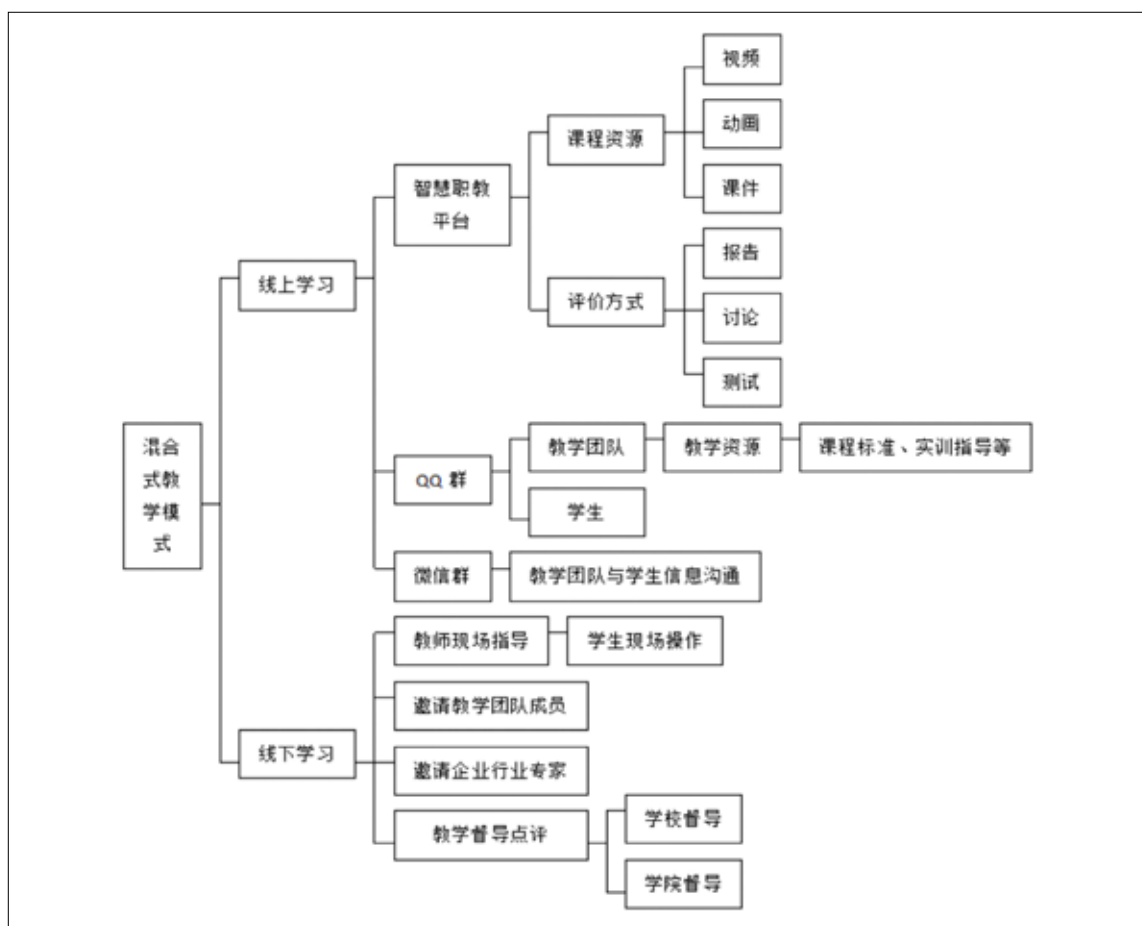 混合
式教
学模
式
线上学习
智慧职教
平台
课程资源
视频
动画
课件
评价方式
报告
讨论
测试
QQ 群
教学团队
教学资源
课程标准、实训指导等
学生
微信群
教学团队与学生信息沟通
线下学习
教师现场指导
学生现场操作
邀请教学团队成员
邀请企业行业专家
教学督导点评
学校督导
学院督导